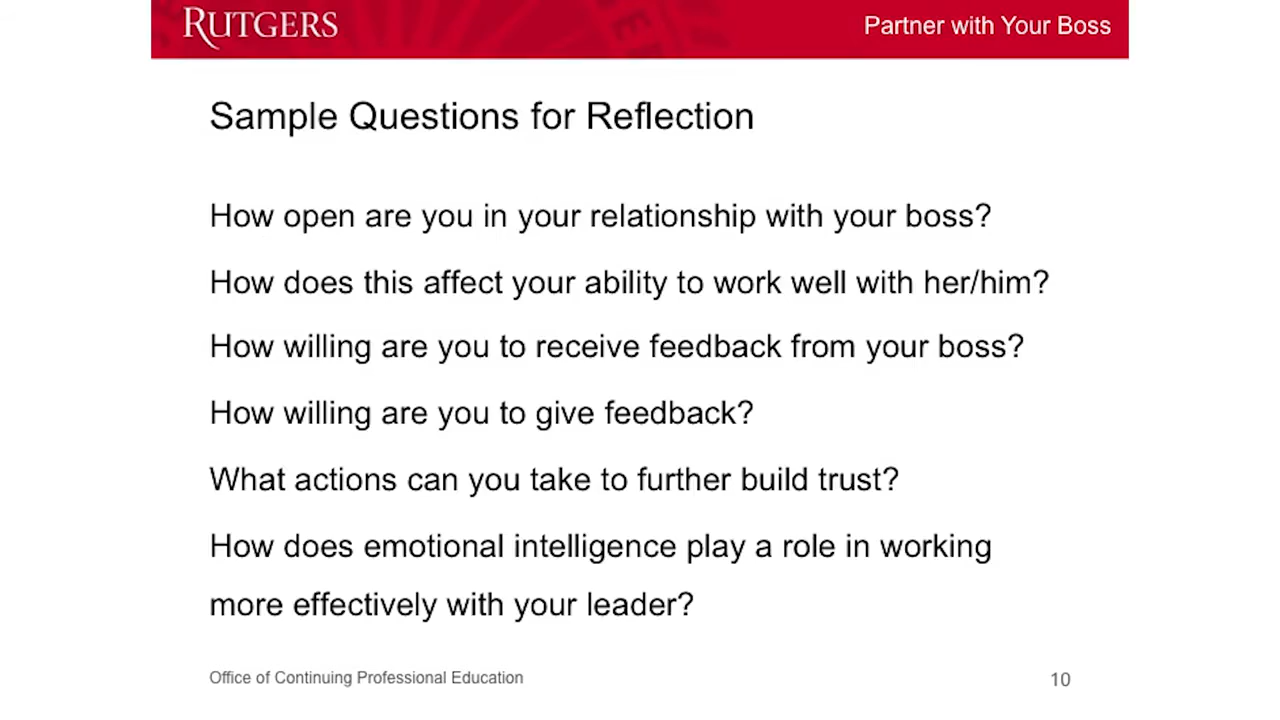 RUTGERS
Partner with Your Boss
Sample Questions for Reflection
How open are you in your relationship with your boss?
How does this affect your ability to work well with her/him?
How willing are you to receive feedback from your boss?
How willing are you to give feedback?
What actions can you take to further build trust?
How does emotional intelligence play a role in working
more effectively with your leader?
Office of Continuing Professional Education
10